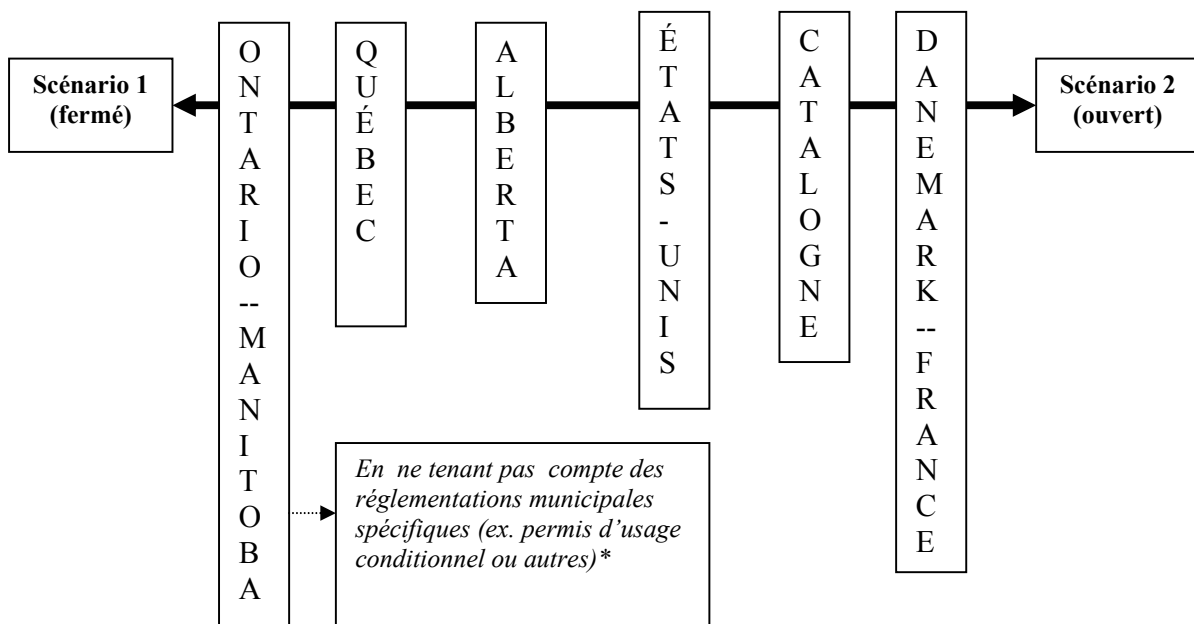 Scénario 1
(fermé)
ONTARIO--MANITOBA
QUÉBEC
ALBERTA
ÉTATS-UNIS
CATALOGNE
DANEMARK--FRANCE
Scénario 2
(ouvert)
En ne tenant pas compte des
réglementations municipales
spécifiques (ex. permis d’usage
conditionnel ou autres)*